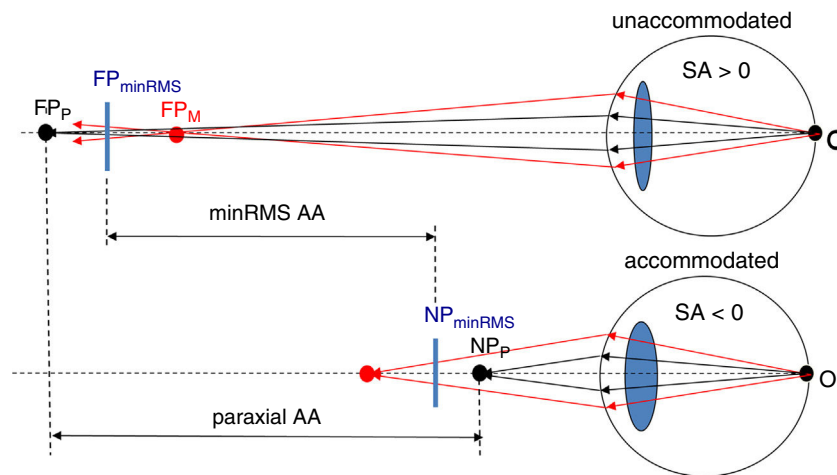 unaccommodated
SA > 0
FP_minRMS
FP_P
FP_M
O
minRMS AA
accommodated
SA < 0
NP_minRMS
NP_P
O
paraxial AA